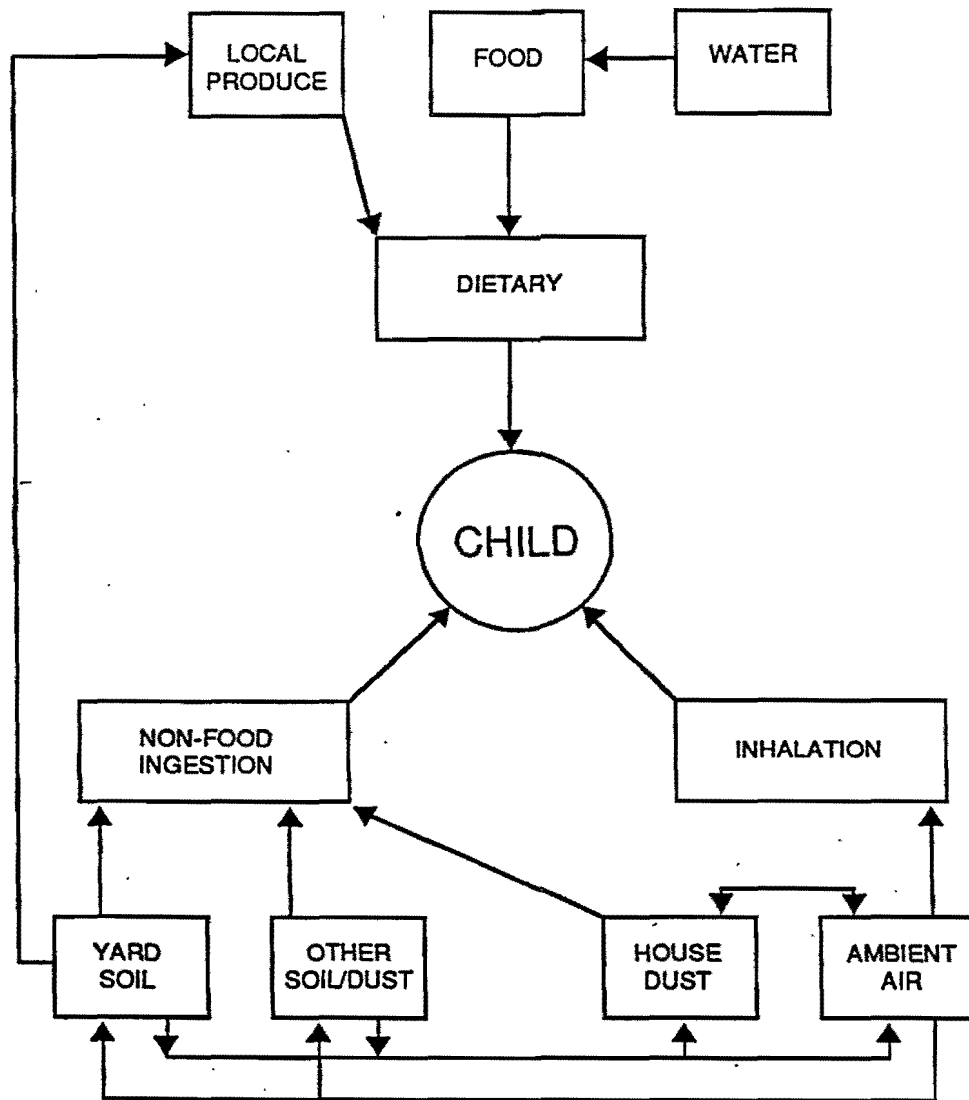 LOCAL
PRODUCE
FOOD
WATER
DIETARY
CHILD
NON-FOOD
INGESTION
INHALATION
YARD
SOIL
OTHER
SOIL/DUST
HOUSE
DUST
AMBIENT
AIR